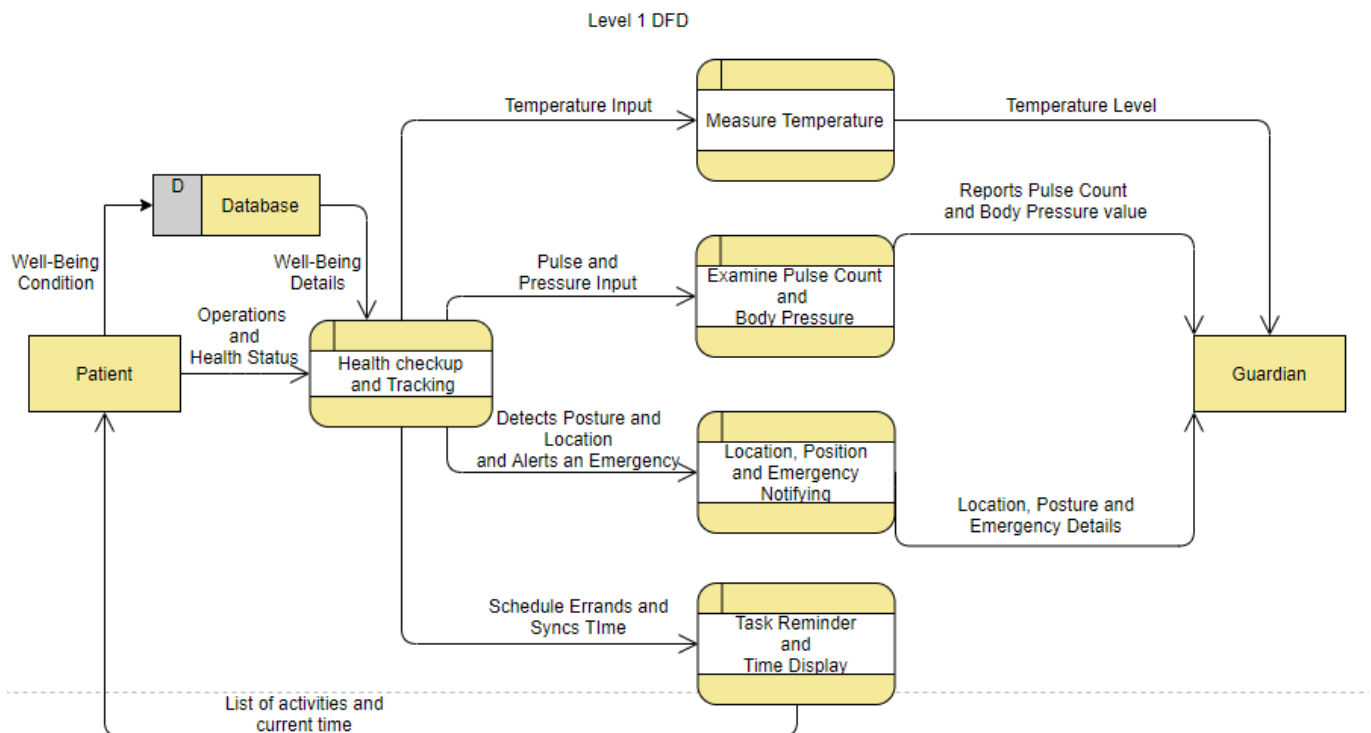 Level 1 DFD
Temperature Input
Measure Temperature
Temperature Level
D
Database
Well-Being
Condition
Well-Being
Details
Operations
and
Health Status
Patient
Health checkup
and Tracking
Pulse and
Pressure Input
Examine Pulse Count
and
Body Pressure
Reports Pulse Count
and Body Pressure value
Guardian
Detects Posture and
Location
and Alerts an Emergency
Location, Position
and Emergency
Notifying
Location, Posture and
Emergency Details
Schedule Errands and
Syncs TIme
Task Reminder
and
Time Display
List of activities and
current time